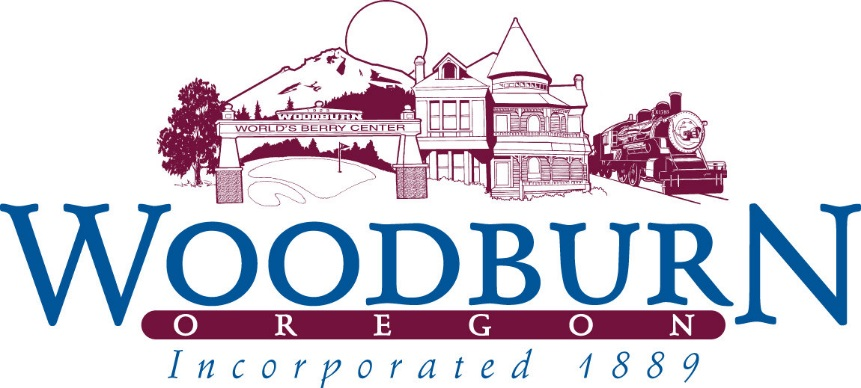 WOODBURN
WORLD'S BERRY CENTER
WOODBURN
OREGON
Incorporated 1889